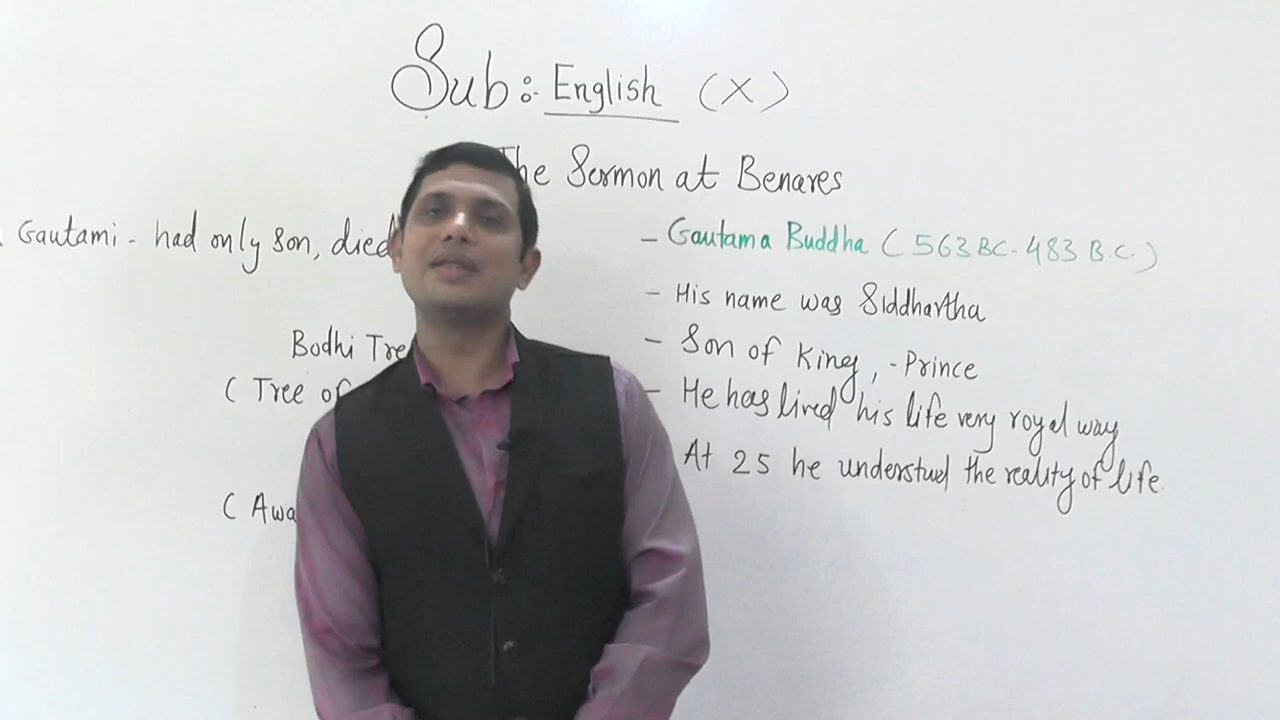 Sub:- English (X)
The Sermon at Benares
Gautami - had only son, died
Bodhi Tre
( Tree of
( Awa
- Gautama Buddha ( 563 BC - 483 B.C. )
- His name was Siddhartha
- Son of King, - Prince
- He has lived his life very royal way
At 25 he understood the reality of life.